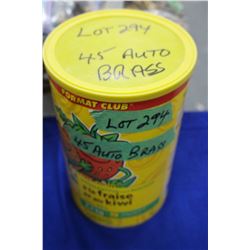 LOT 294
45 AUTO
BRASS
FORMAT CLUB
LOT 294
45 AUTO BRASS
fraise
kiwi